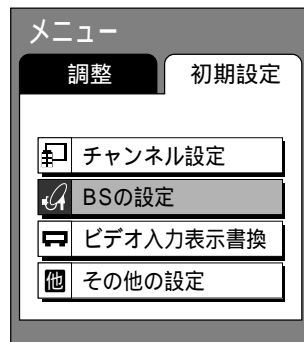 メニュー
調整 初期設定
チャンネル設定
BSの設定
ビデオ入力表示書換
他 その他の設定